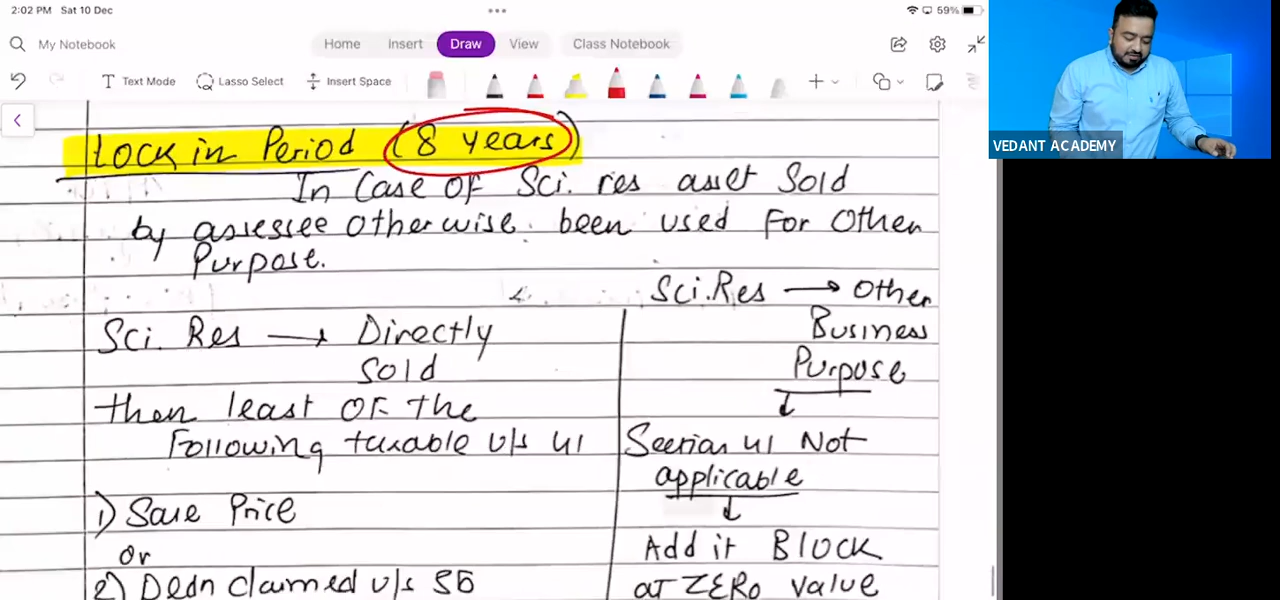 2:02 PM Sat 10 Dec
59%
My Notebook
Home Insert Draw View Class Notebook
Text Mode Lasso Select Insert Space
VEDANT ACADEMY
Lock in Period (8 years)
In Case OF Sci. res asset Sold
by assessee Otherwise been used For Other
Purpose.
Sci. Res → Directly
Sold
then least OF The
Following taxable u/s 41
1) Sale Price
Or
2) Dedn claimed u/s 35
Sci.Res → Other
Business
Purpose
↓
Section 41 Not
applicable
↓
Add it BLOCK
at ZERO value